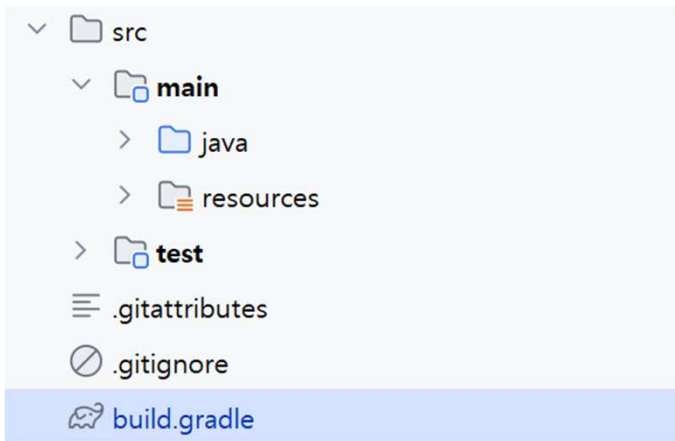 src
main
java
resources
test
.gitattributes
.gitignore
build.gradle